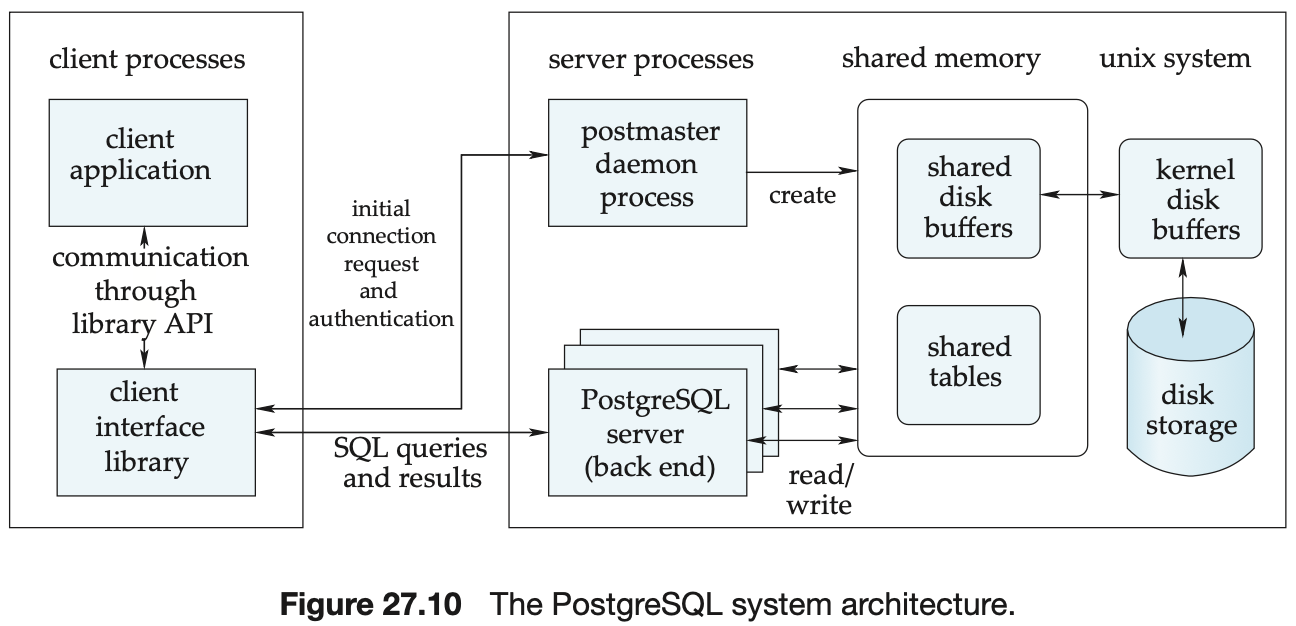 client processes
client
application
communication
through
library API
client
interface
library
initial
connection
request
and
authentication
SQL queries
and results
server processes
postmaster
daemon
process
create
PostgreSQL
server
(back end)
read/
write
shared memory
shared
disk
buffers
shared
tables
unix system
kernel
disk
buffers
disk
storage
Figure 27.10 The PostgreSQL system architecture.